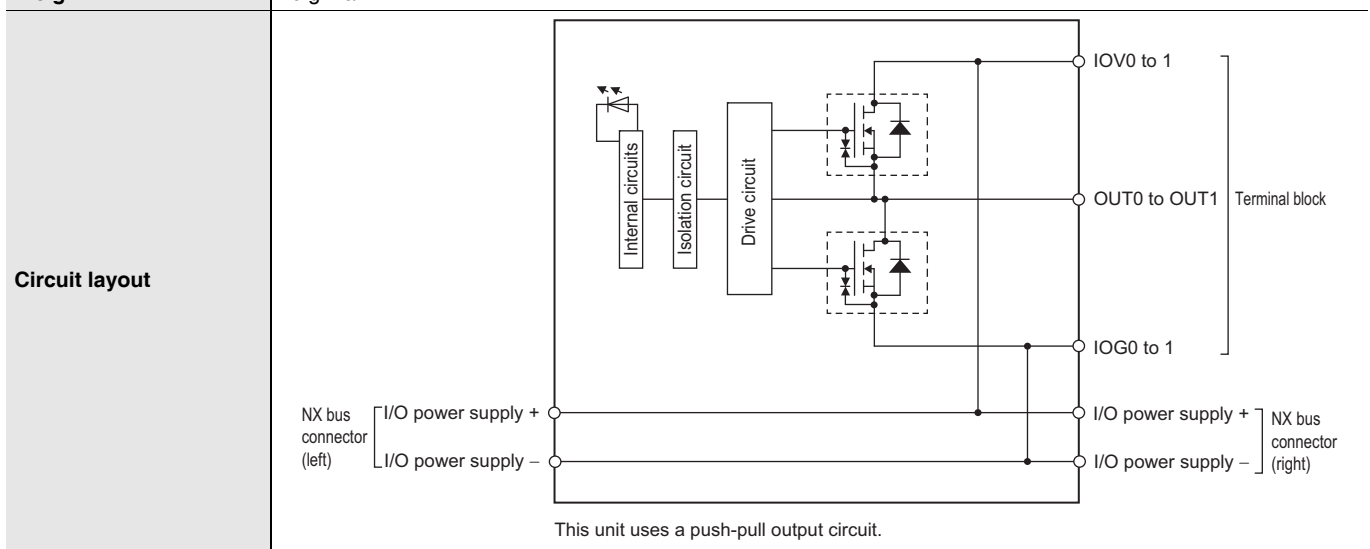 Circuit layout
Internal circuits
Isolation circuit
Drive circuit
IOV0 to 1
OUT0 to OUT1
Terminal block
IOG0 to 1
NX bus
connector
(left)
I/O power supply +
I/O power supply –
I/O power supply +
I/O power supply –
NX bus
connector
(right)
This unit uses a push-pull output circuit.